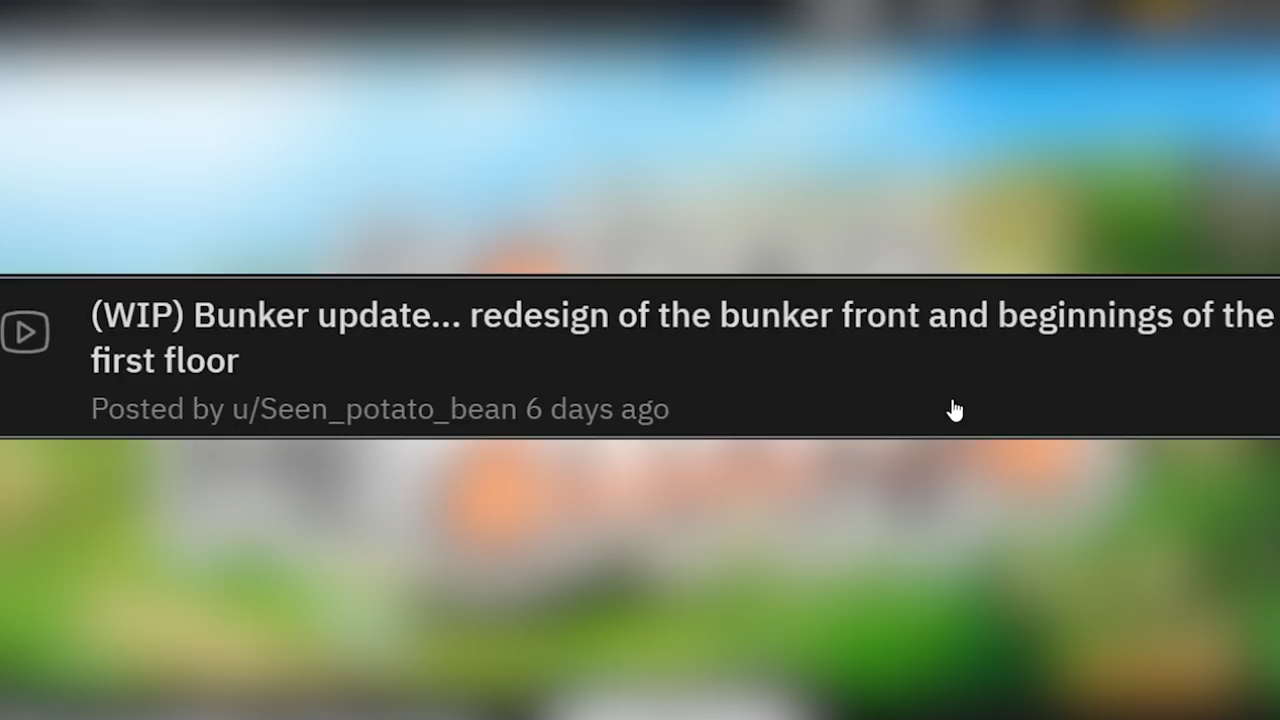 (WIP) Bunker update... redesign of the bunker front and beginnings of the
first floor
Posted by u/Seen_potato_bean 6 days ago